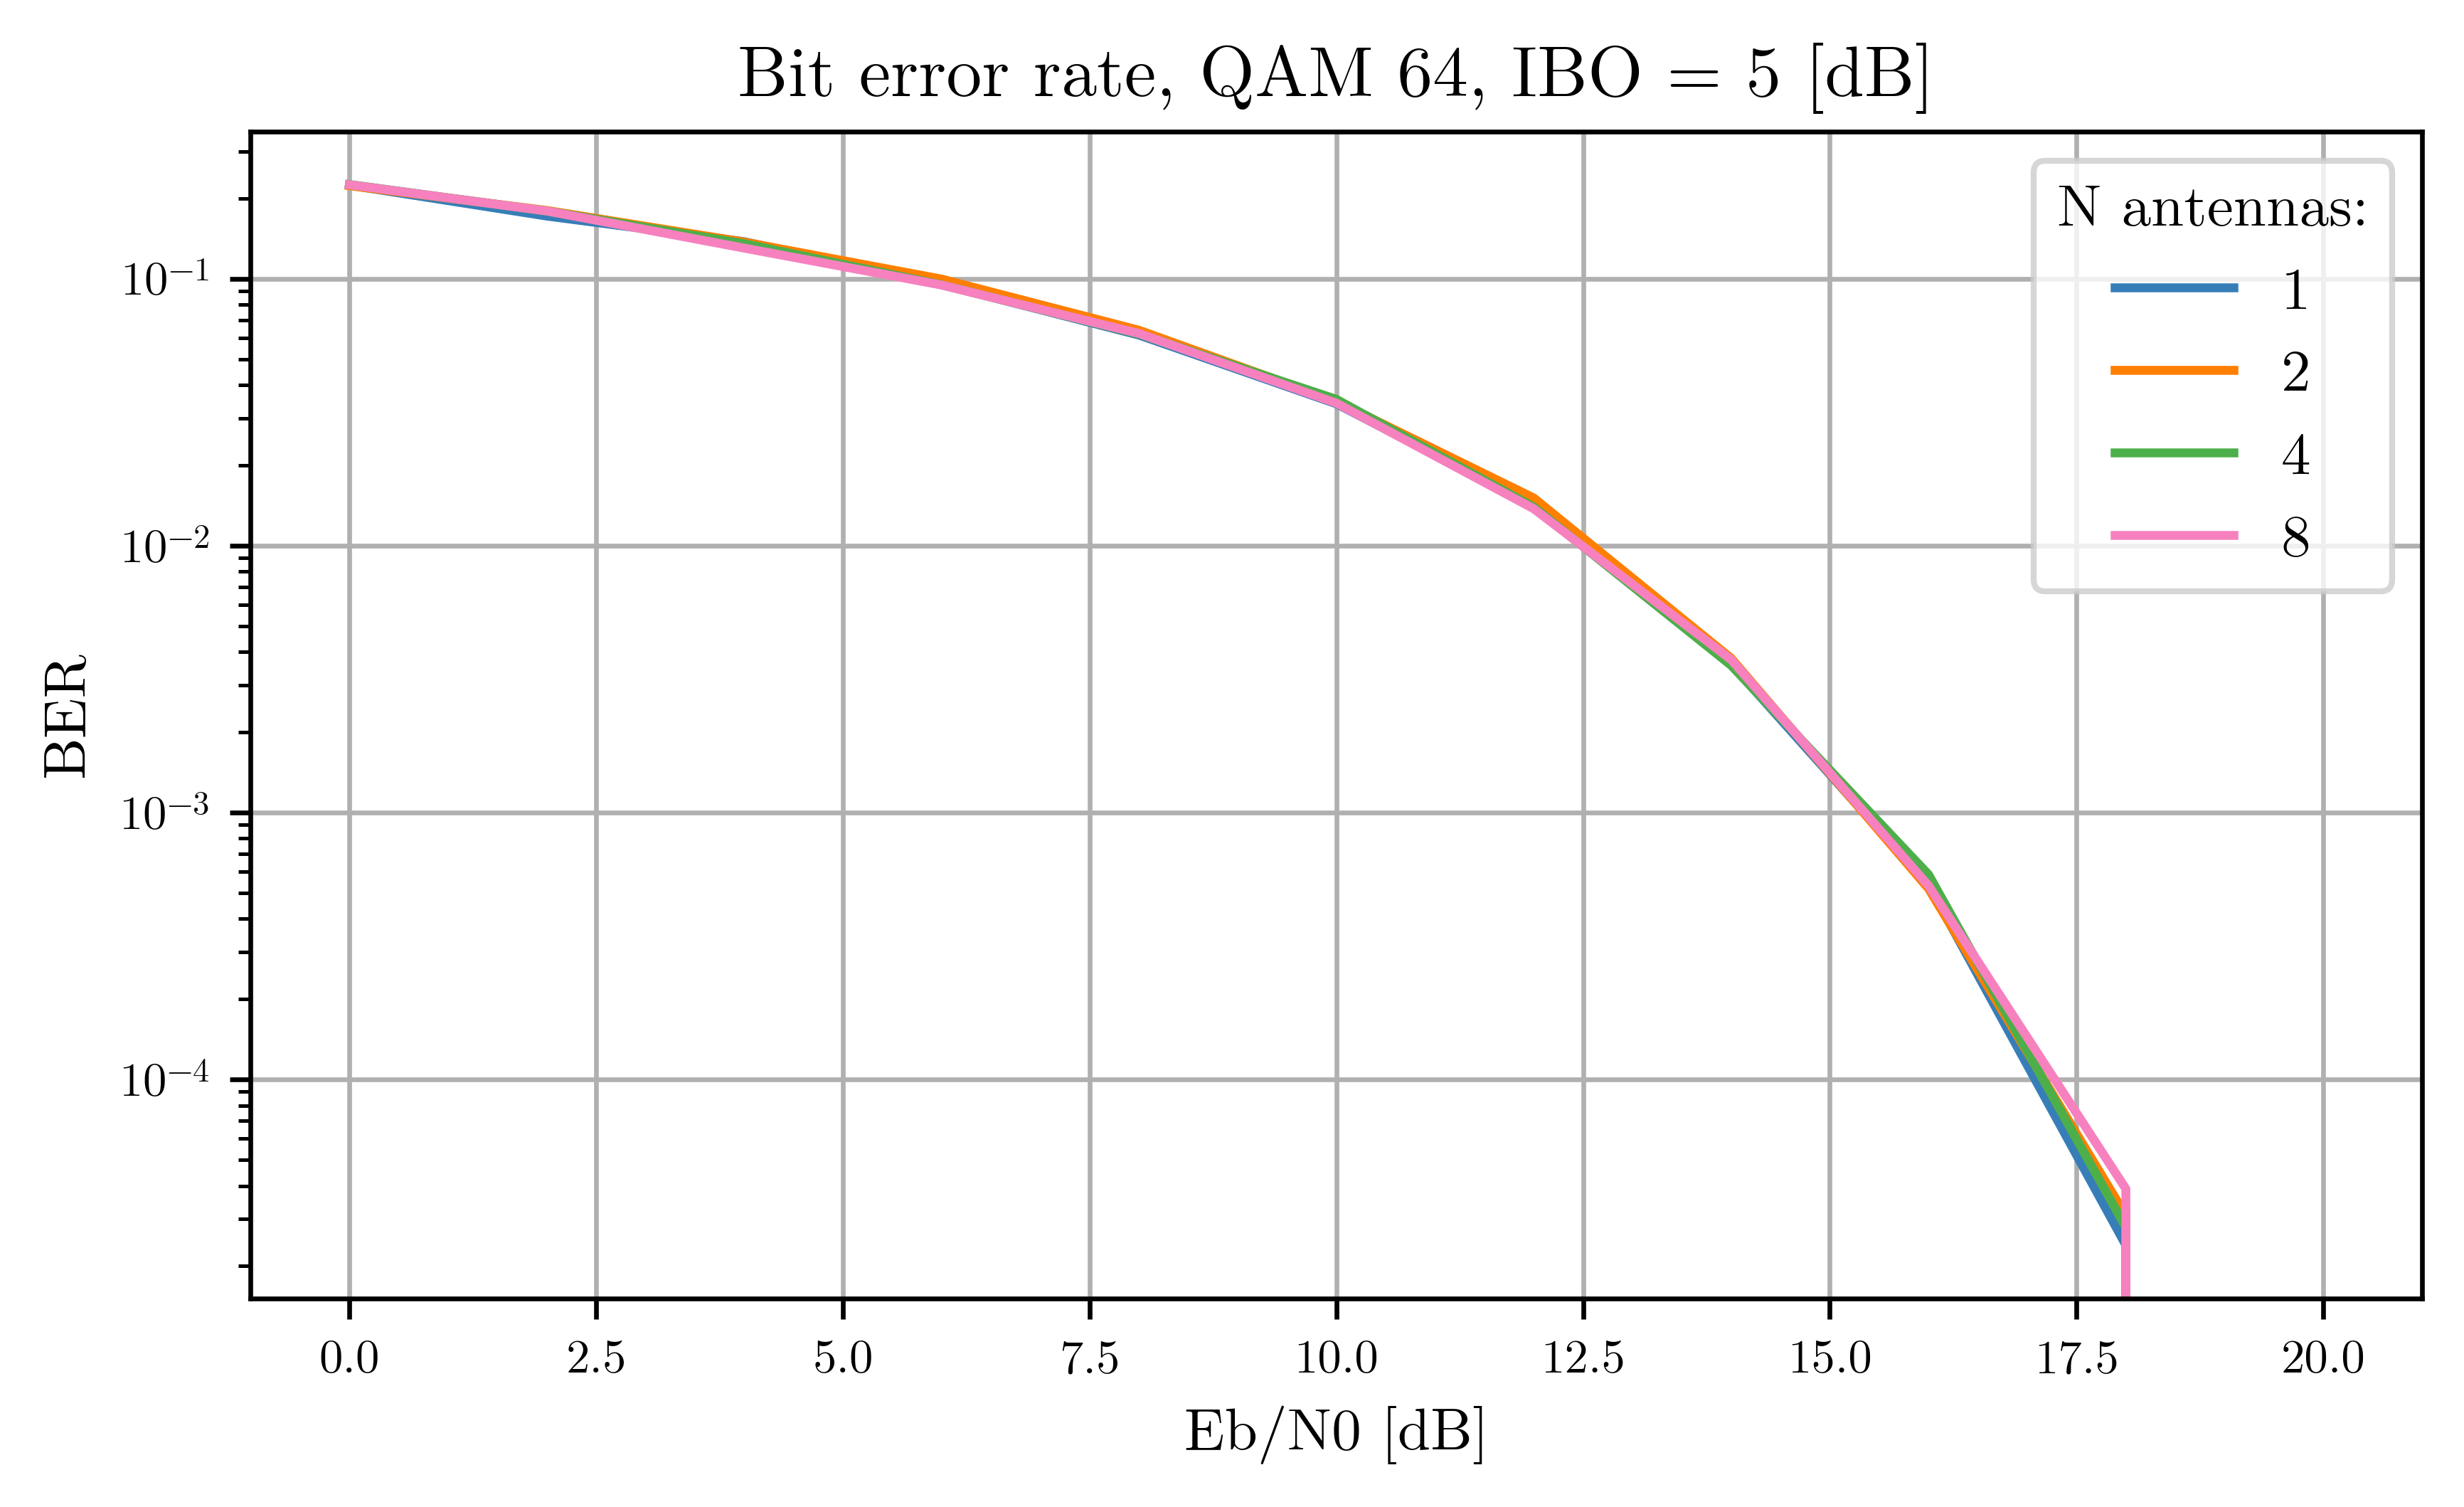 Bit error rate, QAM 64, IBO = 5 [dB]
N antennas:
1
2
4
8
BER
10⁻¹
10⁻²
10⁻³
10⁻⁴
0.0 2.5 5.0 7.5 10.0 12.5 15.0 17.5 20.0
Eb/N0 [dB]